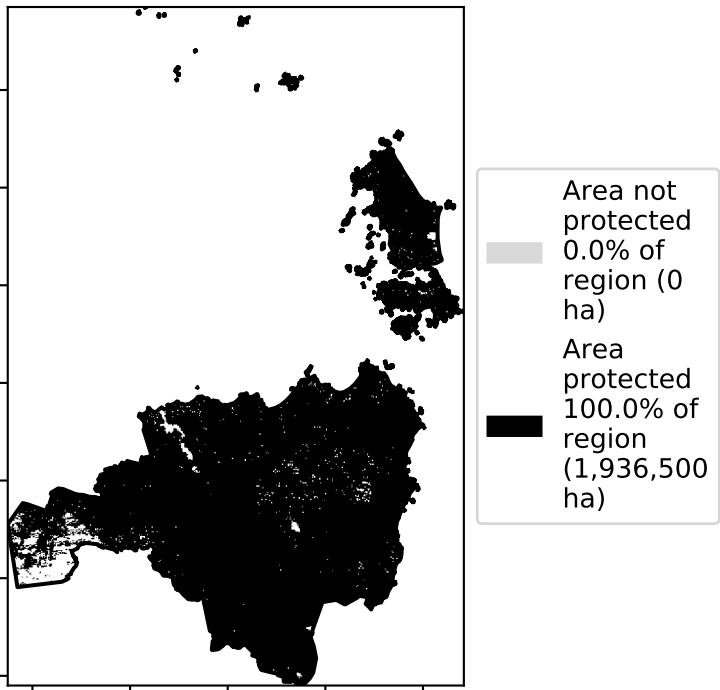 Area not
protected
0.0% of
region (0
ha)
Area
protected
100.0% of
region
(1,936,500
ha)